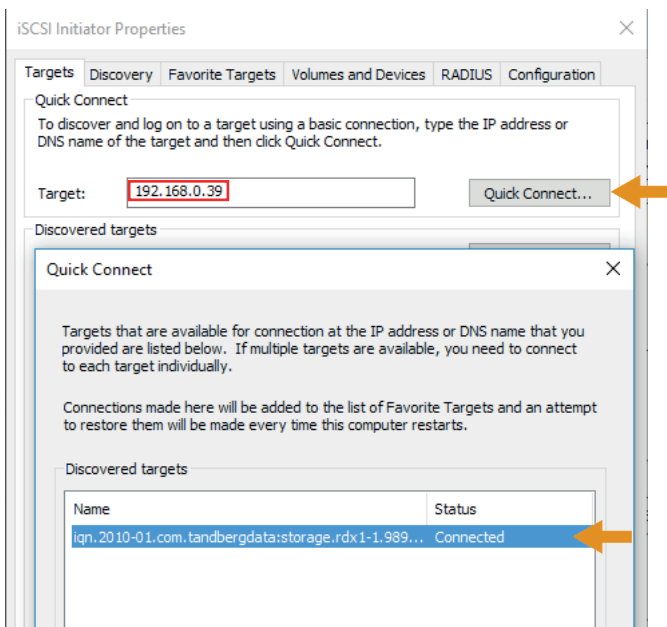 iSCSI Initiator Properties
Targets Discovery Favorite Targets Volumes and Devices RADIUS Configuration
Quick Connect
To discover and log on to a target using a basic connection, type the IP address or
DNS name of the target and then click Quick Connect.
Target: 192.168.0.39 Quick Connect...
Discovered targets
Quick Connect
Targets that are available for connection at the IP address or DNS name that you
provided are listed below. If multiple targets are available, you need to connect
to each target individually.
Connections made here will be added to the list of Favorite Targets and an attempt
to restore them will be made every time this computer restarts.
Discovered targets
Name Status
iqn.2010-01.com.tandbergdata:storage.rdx1-1.989... Connected